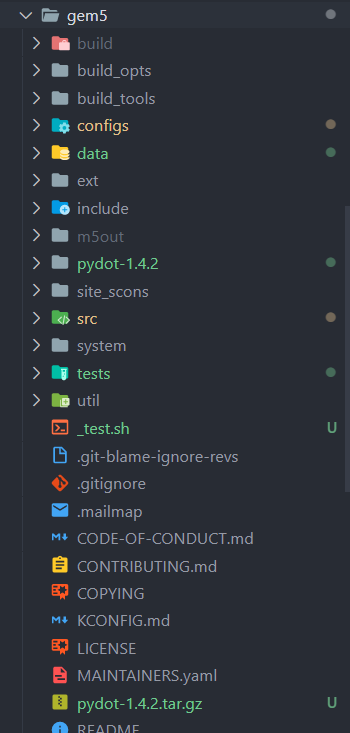 gem5
build
build_opts
build_tools
configs
data
ext
include
m5out
pydot-1.4.2
site_scons
src
system
tests
util
_test.sh U
.git-blame-ignore-revs
.gitignore
.mailmap
CODE-OF-CONDUCT.md
CONTRIBUTING.md
COPYING
KCONFIG.md
LICENSE
MAINTAINERS.yaml
pydot-1.4.2.tar.gz U
README